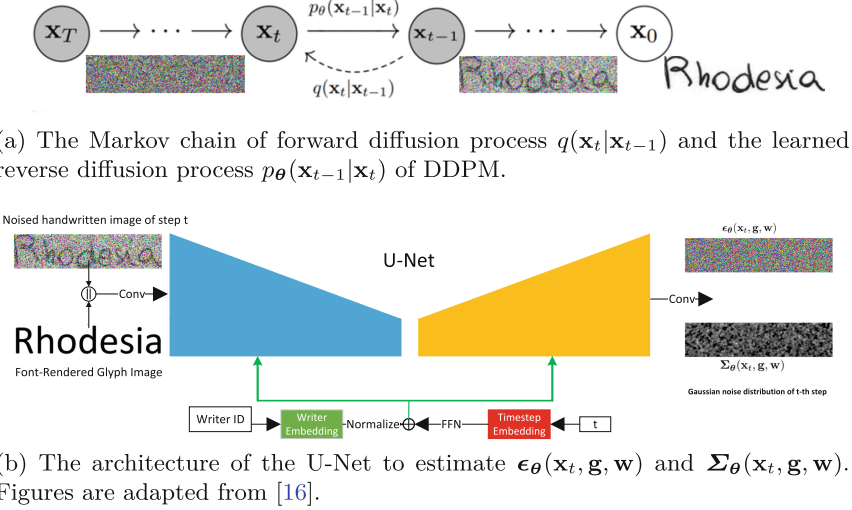 x_T → ··· → x_t p_θ(x_{t−1}|x_t) x_{t−1} → ··· → x_0
q(x_t|x_{t−1}) Rhodesia Rhodesia
(a) The Markov chain of forward diffusion process q(x_t|x_{t−1}) and the learned
reverse diffusion process p_θ(x_{t−1}|x_t) of DDPM.
Noised handwritten image of step t
Rhodesia
U-Net
ϵ_θ(x_t, g, w)
|| Conv
Conv
Rhodesia
Font-Rendered Glyph Image
Σ_θ(x_t, g, w)
Gaussian noise distribution of t-th step
Writer ID Writer Embedding Normalize ⊕ FFN Timestep Embedding t
(b) The architecture of the U-Net to estimate ϵ_θ(x_t, g, w) and Σ_θ(x_t, g, w).
Figures are adapted from [16].